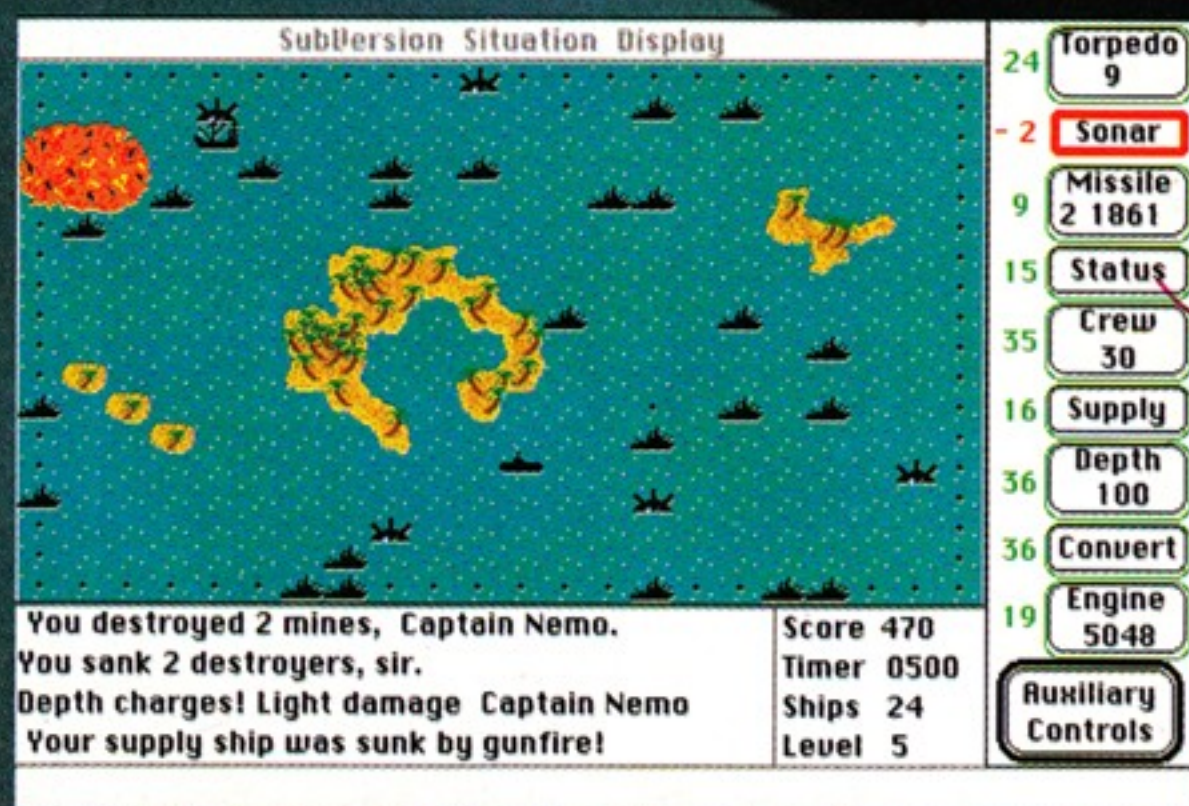 SubVersion Situation Display
24
Torpedo
9
- 2
Sonar
9
Missile
2 1861
15
Status
35
Crew
30
16
Supply
36
Depth
100
36
Convert
19
Engine
5048
Auxiliary
Controls
You destroyed 2 mines, Captain Nemo.
You sank 2 destroyers, sir.
Depth charges! Light damage Captain Nemo
Your supply ship was sunk by gunfire!
Score 470
Timer 0500
Ships 24
Level 5